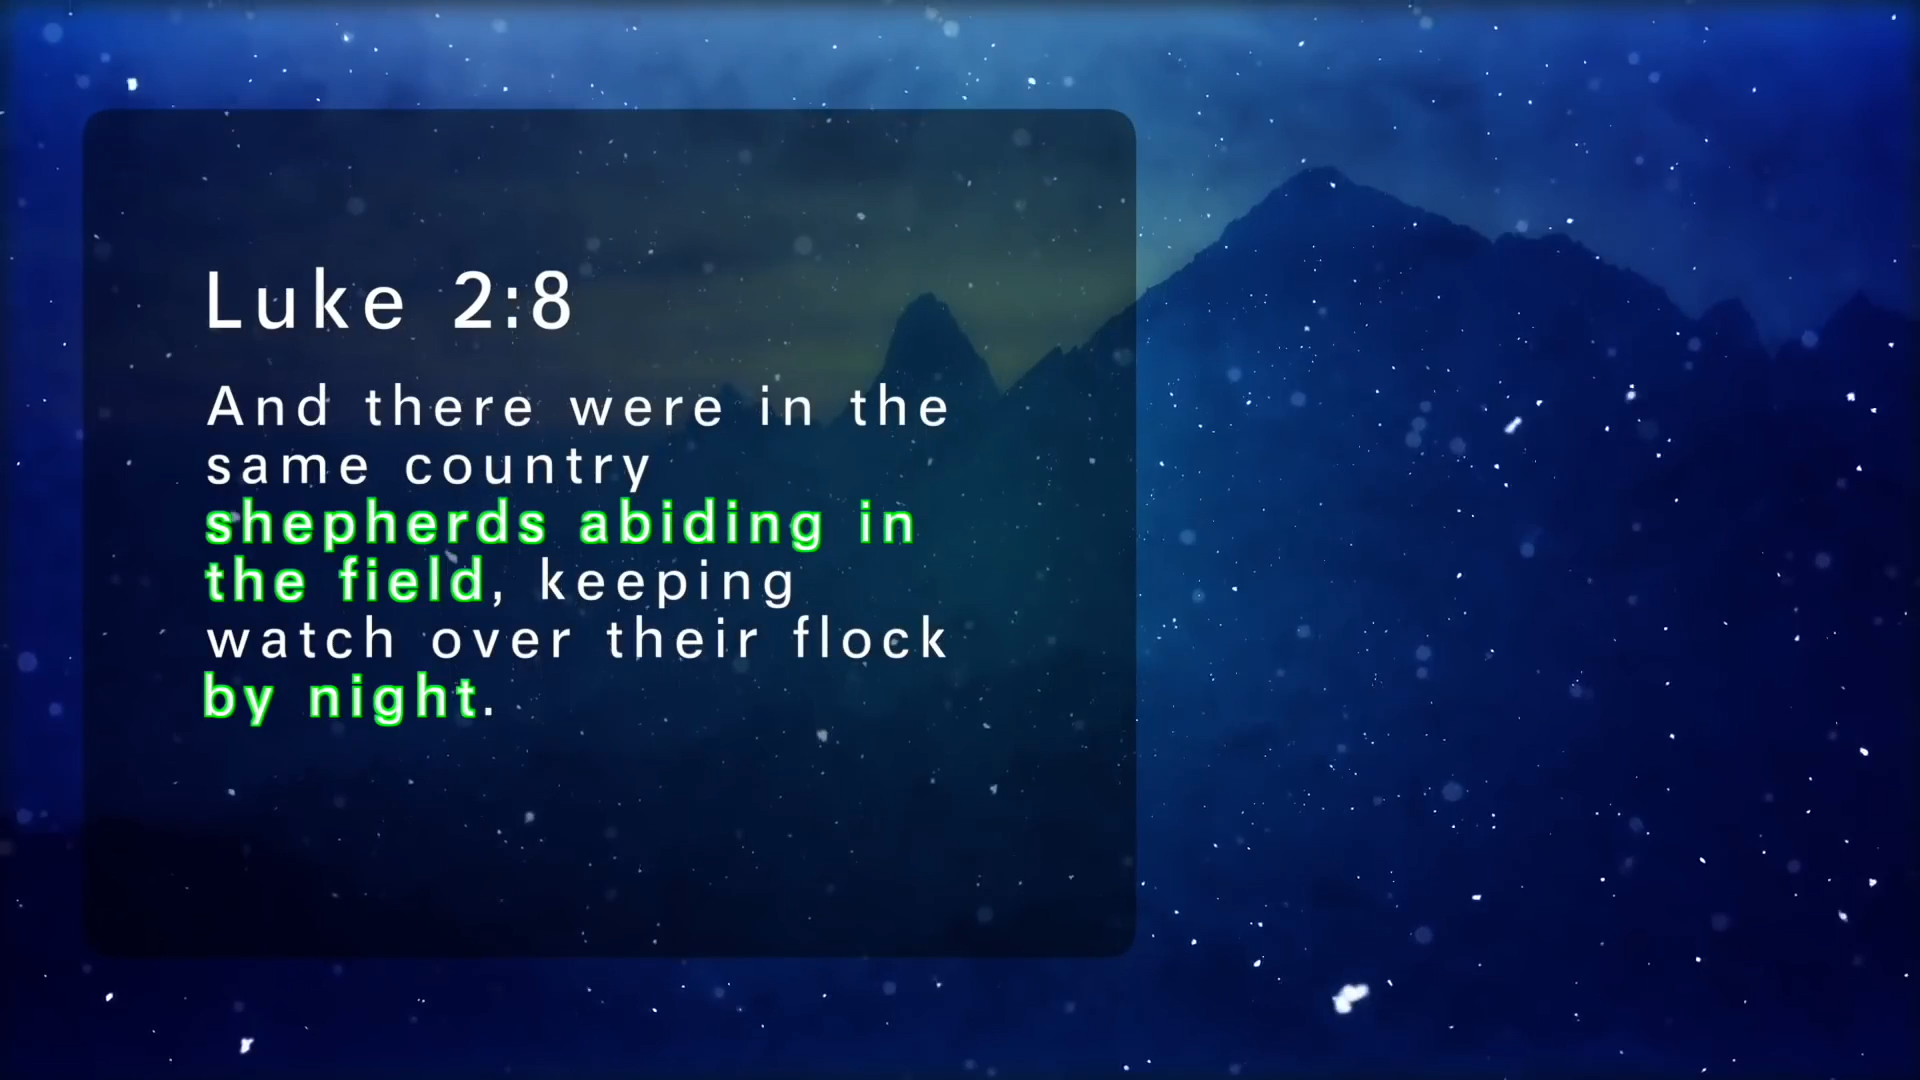 Luke 2:8
And there were in the
same country
shepherds abiding in
the field, keeping
watch over their flock
by night.